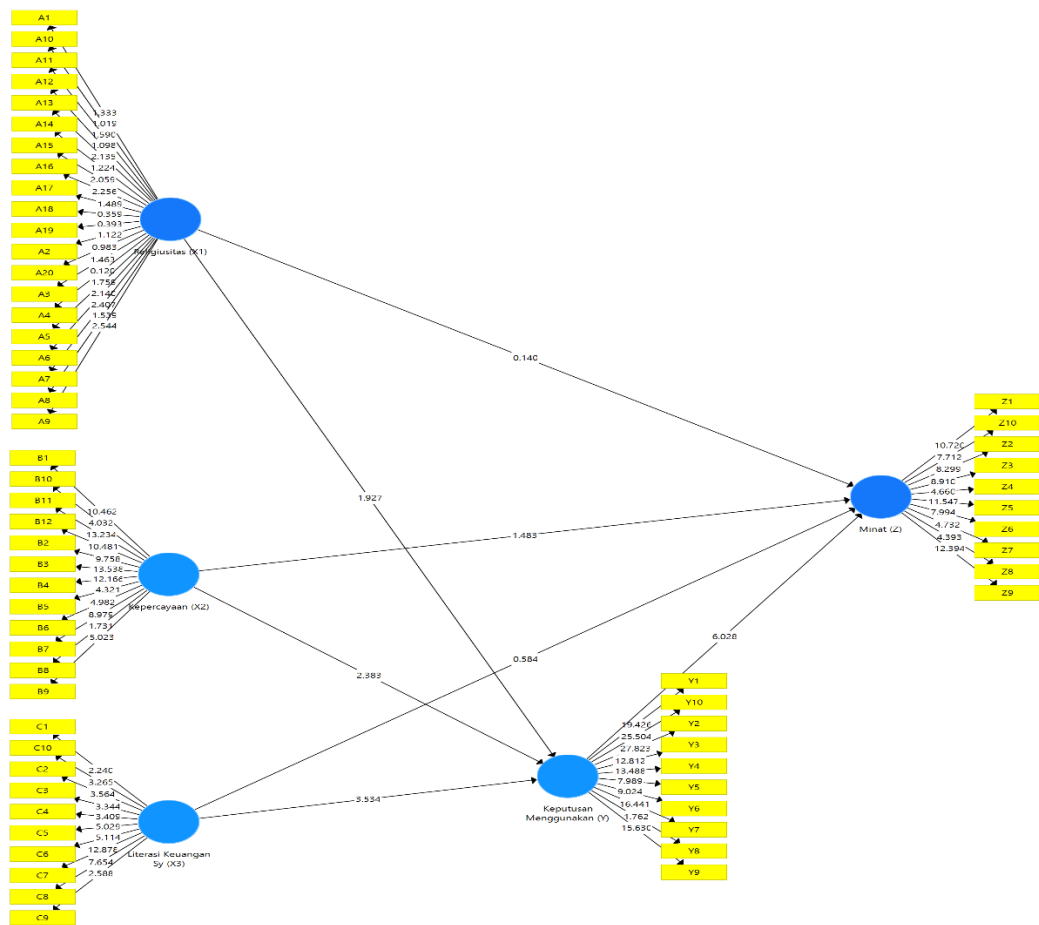 A1
A10
A11
A12
A13
A14
A15
A16
A17
A18
A19
A2
A20
A3
A4
A5
A6
A7
A8
A9
1.333
1.019
1.590
1.098
2.135
1.224
2.059
2.256
1.489
0.359
0.393
1.122
0.983
1.463
0.120
1.756
2.140
2.407
1.539
2.544
(X1)
0.140
1.927
B1
B10
B11
B12
B2
B3
B4
B5
B6
B7
B8
B9
10.462
4.032
13.234
10.481
9.758
13.538
12.166
4.321
4.982
8.979
1.731
5.023
Kepercayaan (X2)
1.483
2.383
C1
C10
C2
C3
C4
C5
C6
C7
C8
C9
2.240
3.265
3.564
3.344
3.409
5.029
5.114
12.878
7.654
2.588
Literasi Keuangan
Sy (X3)
0.584
3.534
Keputusan
Menggunakan (Y)
6.028
Y1
Y10
Y2
Y3
Y4
Y5
Y6
Y7
Y8
Y9
19.426
25.504
27.823
12.812
13.488
7.989
9.024
16.441
1.762
15.630
Minat (Z)
Z1
Z10
Z2
Z3
Z4
Z5
Z6
Z7
Z8
Z9
10.720
7.712
8.299
8.910
4.660
11.547
7.994
4.732
4.393
12.394